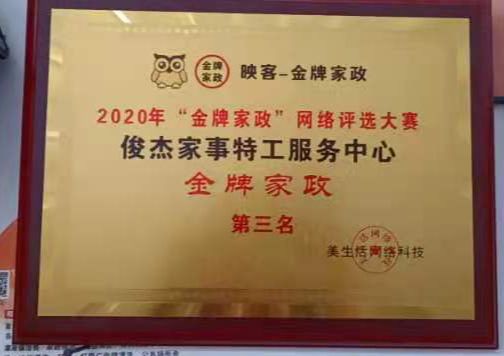 金牌
家政
映客-金牌家政
2020年“金牌家政”网络评选大赛
俊杰家事特工服务中心
金牌家政
第三名
美生活网络科技